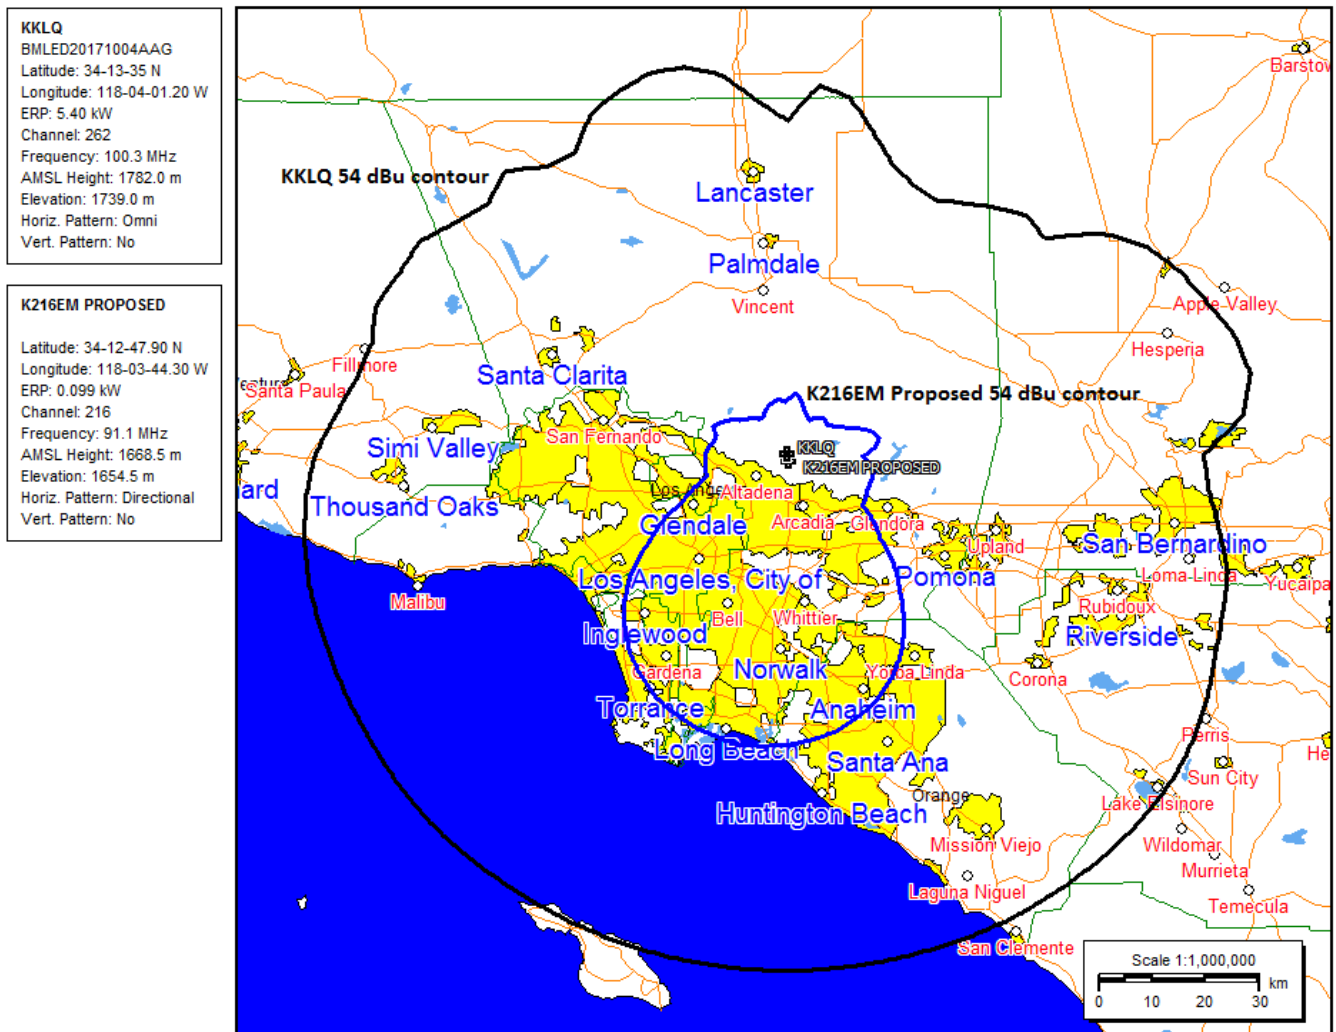 KKLQ
BMLED20171004AAG
Latitude: 34-13-35 N
Longitude: 118-04-01.20 W
ERP: 5.40 kW
Channel: 262
Frequency: 100.3 MHz
AMSL Height: 1782.0 m
Elevation: 1739.0 m
Horiz. Pattern: Omni
Vert. Pattern: No
K216EM PROPOSED
Latitude: 34-12-47.90 N
Longitude: 118-03-44.30 W
ERP: 0.099 kW
Channel: 216
Frequency: 91.1 MHz
AMSL Height: 1668.5 m
Elevation: 1654.5 m
Horiz. Pattern: Directional
Vert. Pattern: No
Barstow
KKLQ 54 dBu contour
Lancaster
Palmdale
Vincent
Apple Valley
Hesperia
Fillmore
Santa Clarita
Santa Paula
K216EM Proposed 54 dBu contour
San Fernando
Simi Valley
KKLQ
K216EM PROPOSED
ard
Thousand Oaks
Altadena
Glendale
Arcadia
Glendora
Upland
San Bernardino
Los Angeles, City of
Pomona
Loma Linda
Yucaipa
Malibu
Rubidoux
Bell
Whittier
Inglewood
Riverside
Gardena
Norwalk
Yorba Linda
Corona
Torrance
Anaheim
Long Beach
Perris
He
Santa Ana
Sun City
Orange
Lake Elsinore
Huntington Beach
Mission Viejo
Wildomar
Murrieta
Laguna Niguel
Temecula
San Clemente
Scale 1:1,000,000
km
0 10 20 30